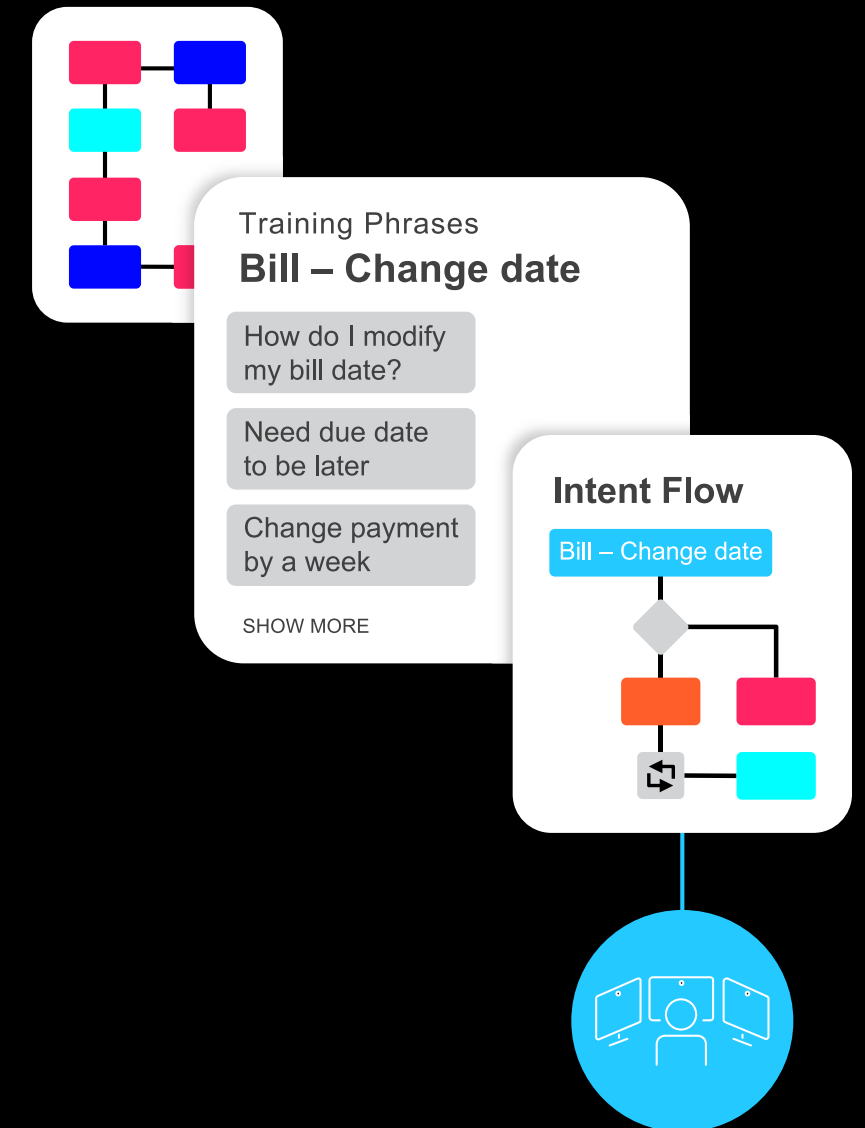 Training Phrases
Bill – Change date
How do I modify
my bill date?
Need due date
to be later
Change payment
by a week
SHOW MORE
Intent Flow
Bill – Change date